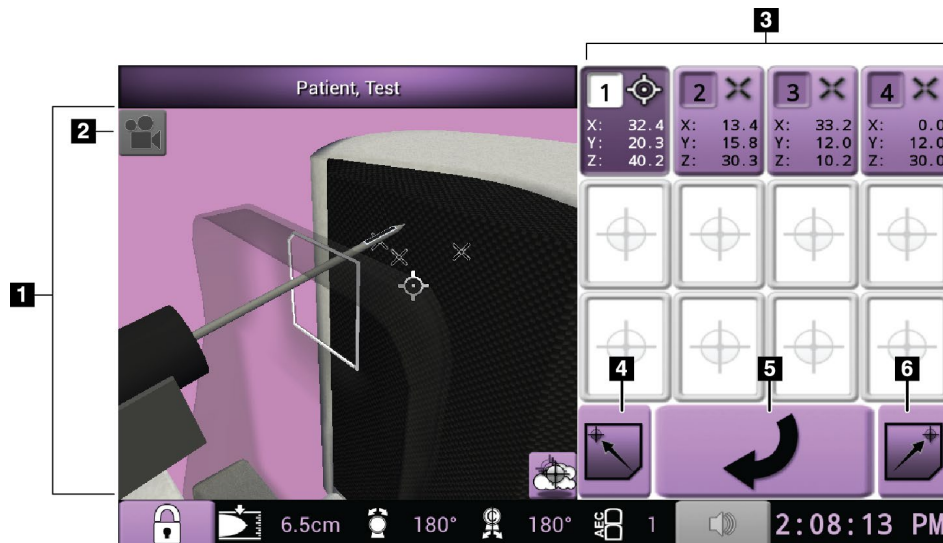 3
Patient, Test
1
2
1
X: 32.4
Y: 20.3
Z: 40.2
2
X: 13.4
Y: 15.8
Z: 30.3
3
X: 33.2
Y: 12.0
Z: 10.2
4
X: 0.0
Y: 12.0
Z: 30.0
4
5
6
6.5cm
180°
C
180°
AEC
1
2:08:13 PM